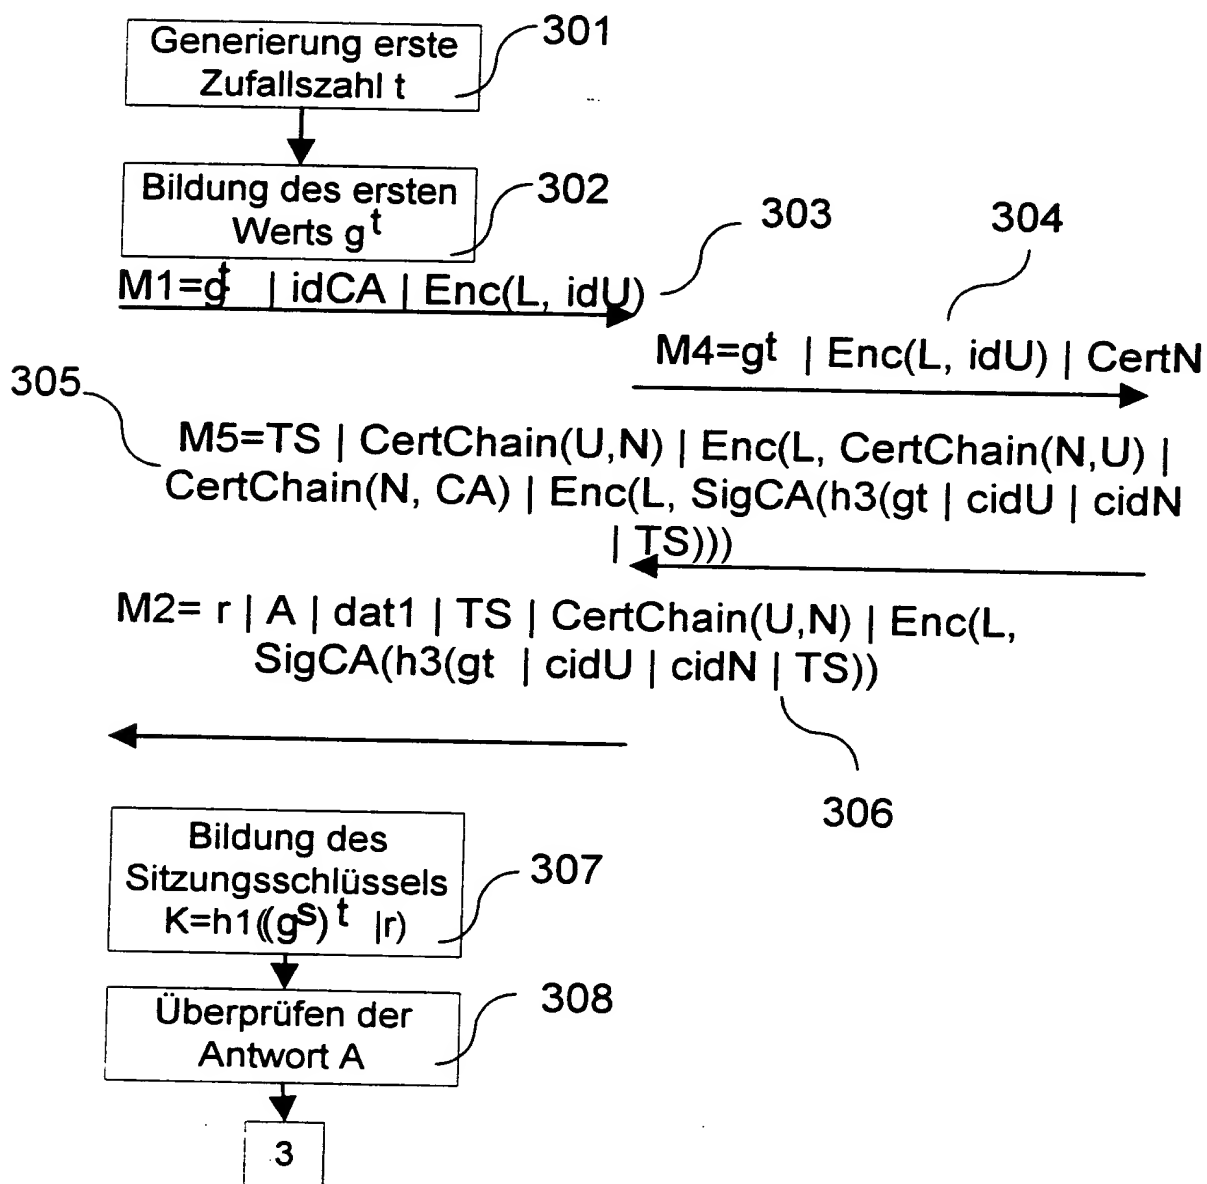 301
Generierung erste
Zufallszahl t
302
Bildung des ersten
Werts g^t
303
304
M1=g^t | idCA | Enc(L, idU)
M4=g^t | Enc(L, idU) | CertN
305
M5=TS | CertChain(U,N) | Enc(L, CertChain(N,U) |
CertChain(N, CA) | Enc(L, SigCA(h3(gt | cidU | cidN
| TS)))
M2= r | A | dat1 | TS | CertChain(U,N) | Enc(L,
SigCA(h3(gt | cidU | cidN | TS))
306
Bildung des
Sitzungsschlüssels
K=h1((g^s)^t |r)
307
Überprüfen der
Antwort A
308
3